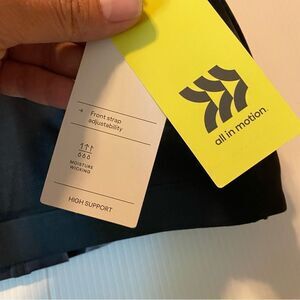 Front strap
adjustability
MOISTURE
WICKING
HIGH SUPPORT
all in motion